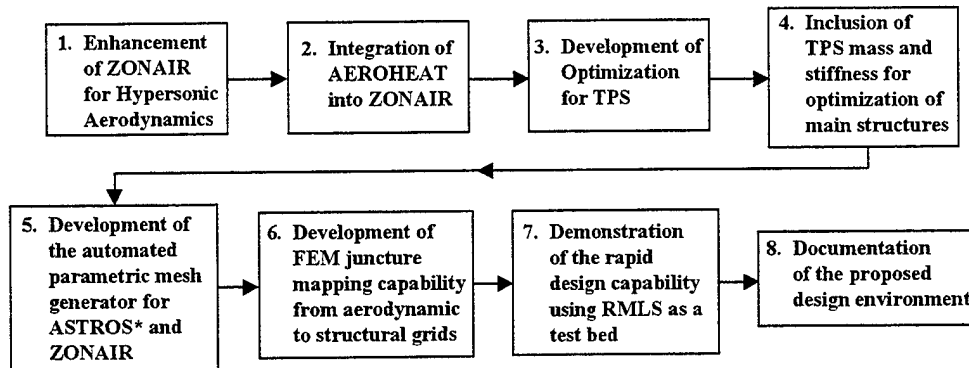 1. Enhancement
of ZONAIR
for Hypersonic
Aerodynamics
2. Integration of
AEROHEAT
into ZONAIR
3. Development of
Optimization
for TPS
4. Inclusion of
TPS mass and
stiffness for
optimization of
main structures
5. Development of
the automated
parametric mesh
generator for
ASTROS* and
ZONAIR
6. Development of
FEM juncture
mapping capability
from aerodynamic
to structural grids
7. Demonstration
of the rapid
design capability
using RMLS as a
test bed
8. Documentation
of the proposed
design environment